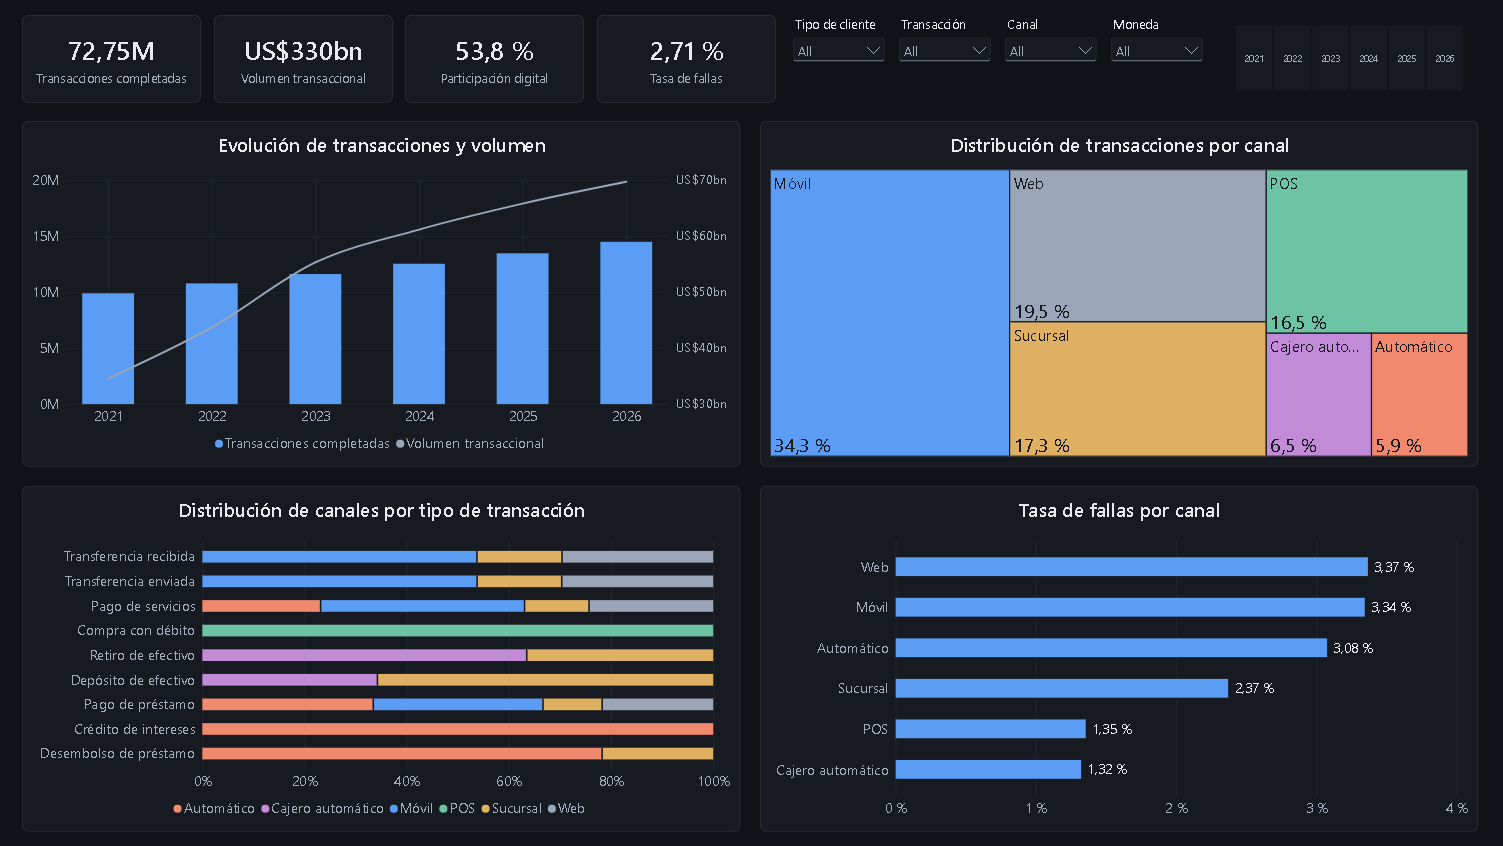 72,75M
Transacciones completadas
US$330bn
Volumen transaccional
53,8 %
Participación digital
2,71 %
Tasa de fallas
Tipo de cliente
All
Transacción
All
Canal
All
Moneda
All
2021 2022 2023 2024 2025 2026
Evolución de transacciones y volumen
20M
15M
10M
5M
0M
US$70bn
US$60bn
US$50bn
US$40bn
US$30bn
2021 2022 2023 2024 2025 2026
Transacciones completadas Volumen transaccional
Distribución de transacciones por canal
Móvil
34,3 %
Web
19,5 %
Sucursal
17,3 %
POS
16,5 %
Cajero auto...
6,5 %
Automático
5,9 %
Distribución de canales por tipo de transacción
Transferencia recibida
Transferencia enviada
Pago de servicios
Compra con débito
Retiro de efectivo
Depósito de efectivo
Pago de préstamo
Crédito de intereses
Desembolso de préstamo
0% 20% 40% 60% 80% 100%
Automático Cajero automático Móvil POS Sucursal Web
Tasa de fallas por canal
Web 3,37 %
Móvil 3,34 %
Automático 3,08 %
Sucursal 2,37 %
POS 1,35 %
Cajero automático 1,32 %
0 % 1 % 2 % 3 % 4 %